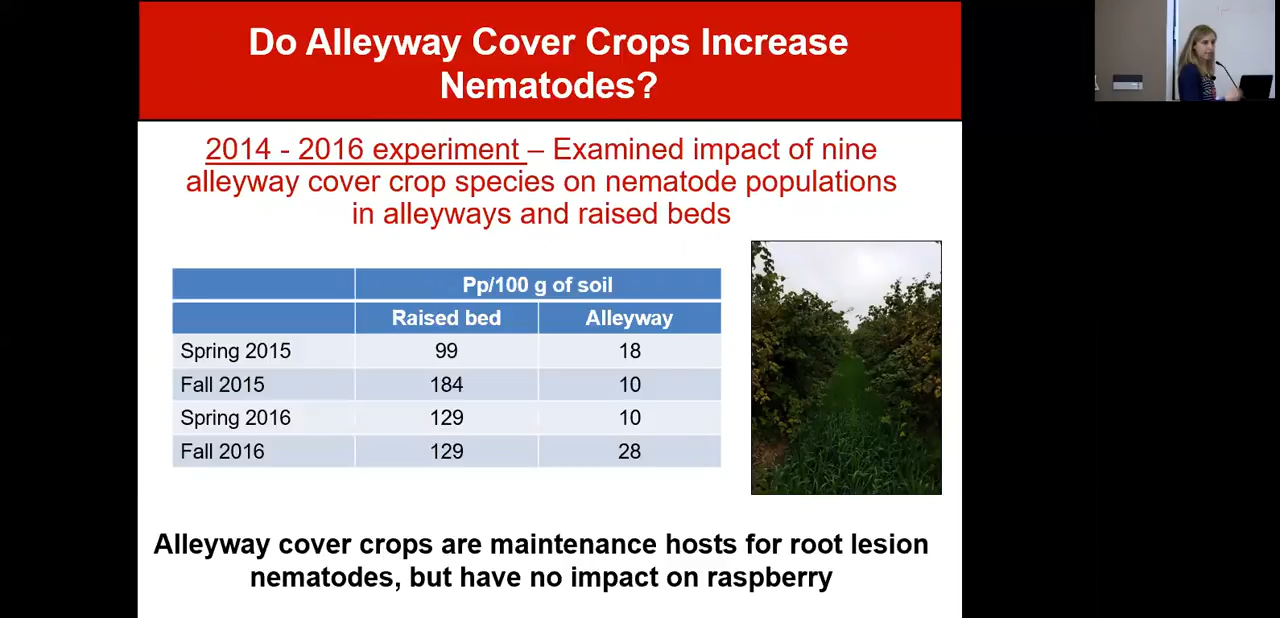 Do Alleyway Cover Crops Increase
Nematodes?
2014 - 2016 experiment – Examined impact of nine
alleyway cover crop species on nematode populations
in alleyways and raised beds
Pp/100 g of soil
Raised bed Alleyway
Spring 2015 99 18
Fall 2015 184 10
Spring 2016 129 10
Fall 2016 129 28
Alleyway cover crops are maintenance hosts for root lesion
nematodes, but have no impact on raspberry